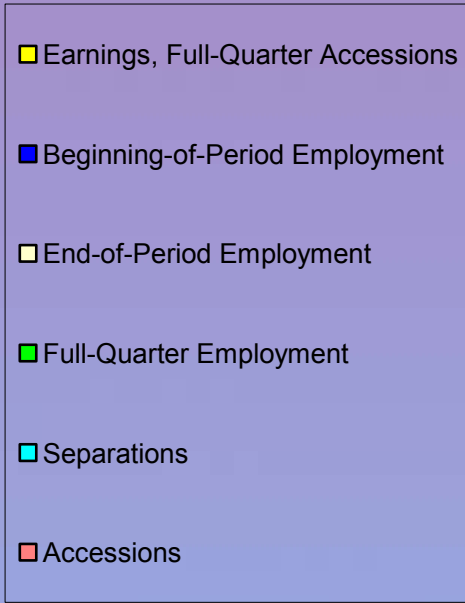 Earnings, Full-Quarter Accessions
Beginning-of-Period Employment
End-of-Period Employment
Full-Quarter Employment
Separations
Accessions